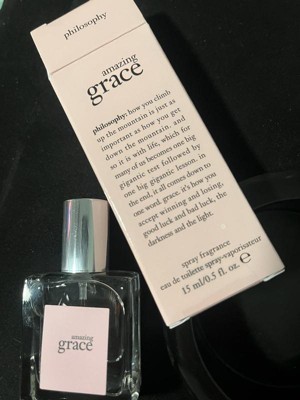 philosophy
amazing
grace
philosophy: how you climb
up the mountain is just as
important as how you get
down the mountain. and
so it is with life, which for
many of us becomes one big
gigantic test followed by
one big gigantic lesson. in
the end, it all comes down to
one word. grace. it's how you
accept winning and losing,
good luck and bad luck, the
darkness and the light.
spray fragrance
eau de toilette spray-vaporisateur
15 ml/0.5 fl. oz. ℮
amazing
grace